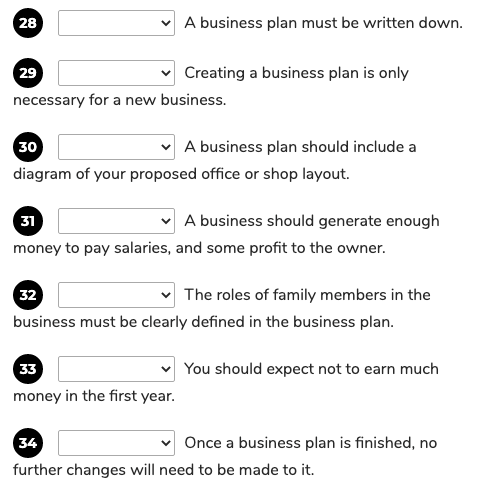 28 A business plan must be written down.
29 Creating a business plan is only
necessary for a new business.
30 A business plan should include a
diagram of your proposed office or shop layout.
31 A business should generate enough
money to pay salaries, and some profit to the owner.
32 The roles of family members in the
business must be clearly defined in the business plan.
33 You should expect not to earn much
money in the first year.
34 Once a business plan is finished, no
further changes will need to be made to it.